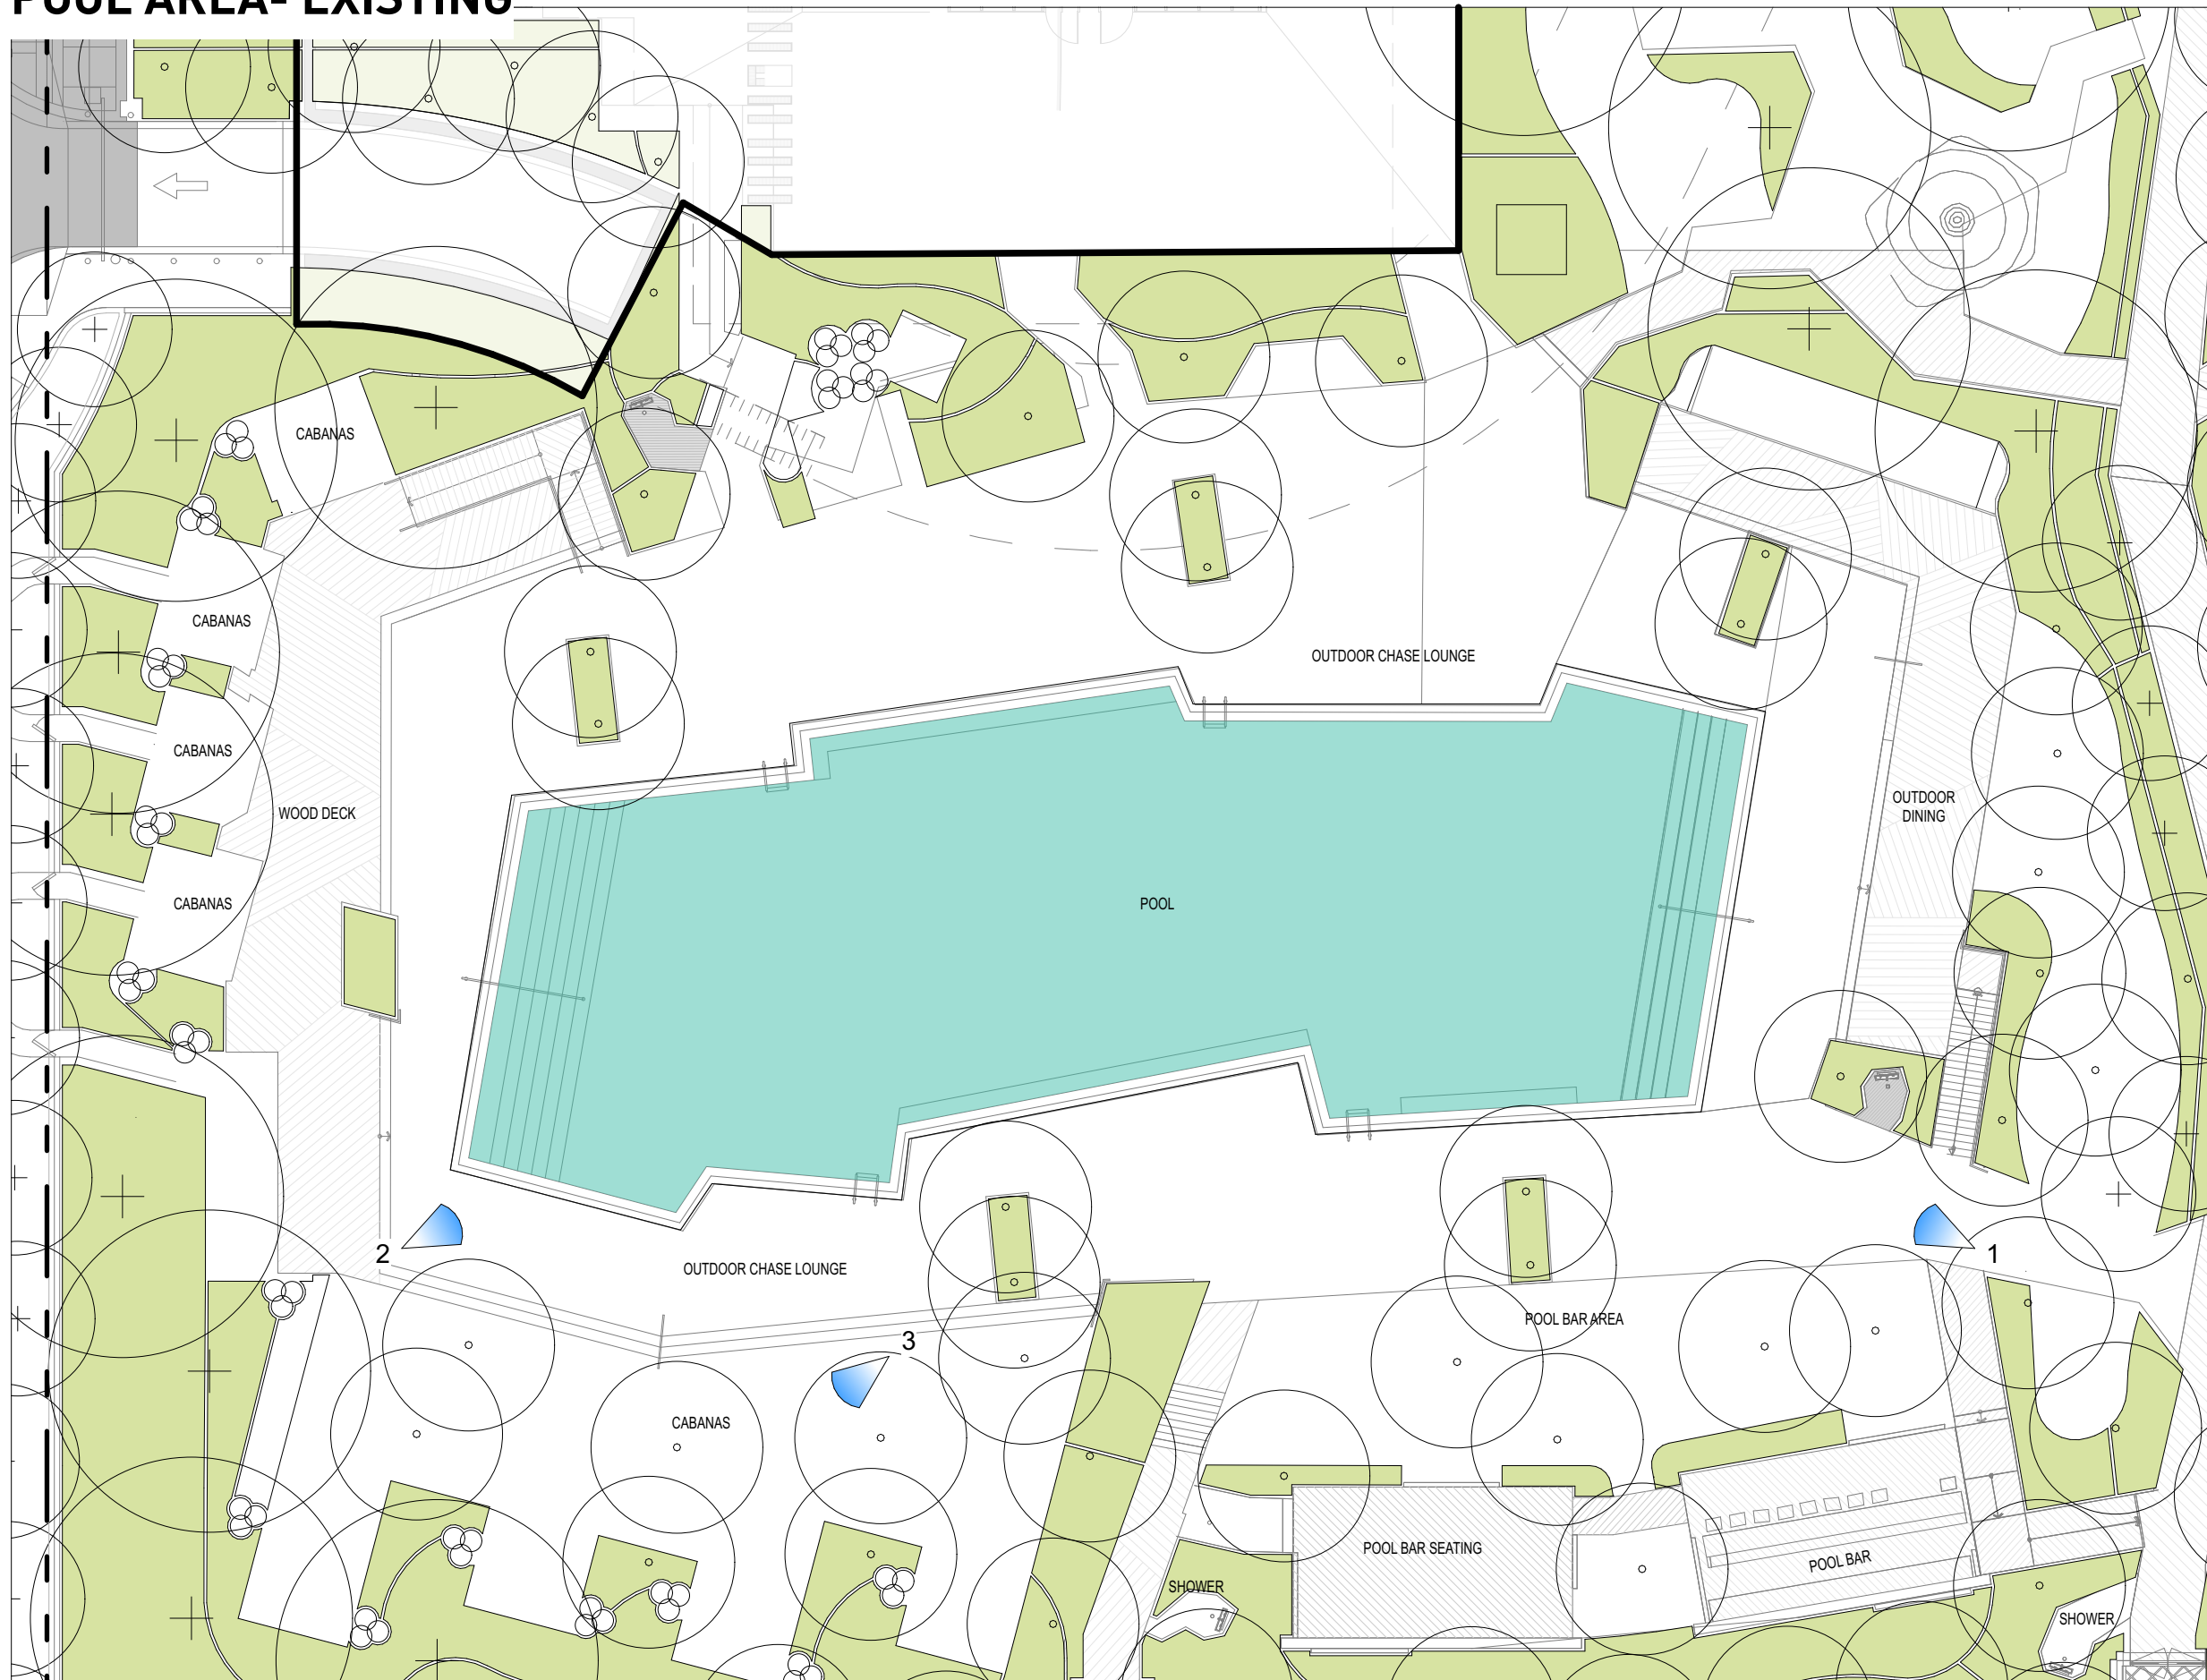 POOL AREA- EXISTING
CABANAS
CABANAS
OUTDOOR CHASE LOUNGE
CABANAS
WOOD DECK
OUTDOOR
DINING
CABANAS
POOL
2
1
OUTDOOR CHASE LOUNGE
POOL BAR AREA
3
CABANAS
POOL BAR SEATING
POOL BAR
SHOWER
SHOWER